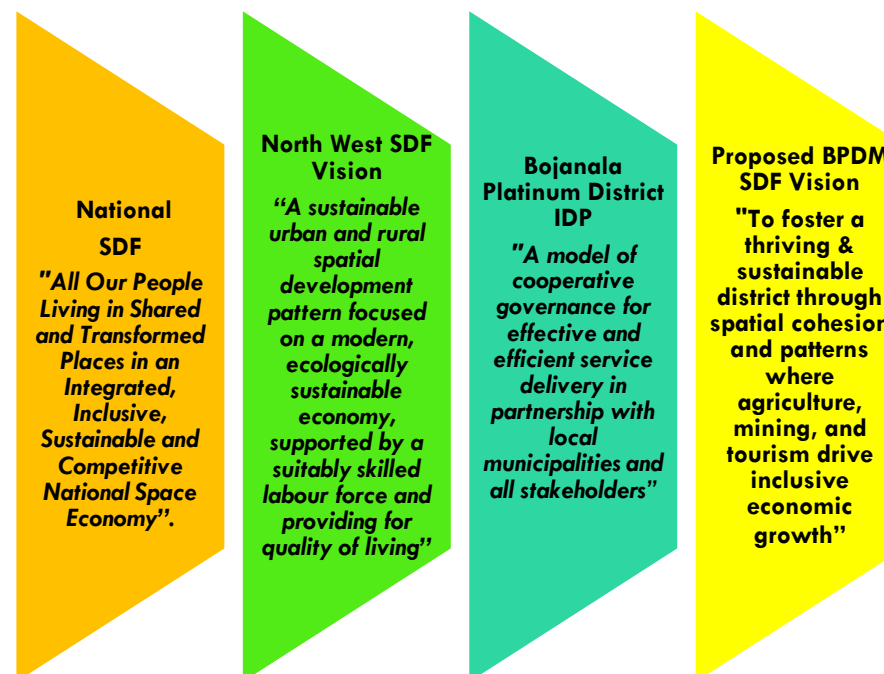 National
SDF
"All Our People
Living in Shared
and Transformed
Places in an
Integrated,
Inclusive,
Sustainable and
Competitive
National Space
Economy”.
North West SDF
Vision
“A sustainable
urban and rural
spatial
development
pattern focused
on a modern,
ecologically
sustainable
economy,
supported by a
suitably skilled
labour force and
providing for
quality of living”
Bojanala
Platinum District
IDP
"A model of
cooperative
governance for
effective and
efficient service
delivery in
partnership with
local
municipalities and
all stakeholders”
Proposed BPDM
SDF Vision
"To foster a
thriving &
sustainable
district through
spatial cohesion
and patterns
where
agriculture,
mining, and
tourism drive
inclusive
economic
growth”